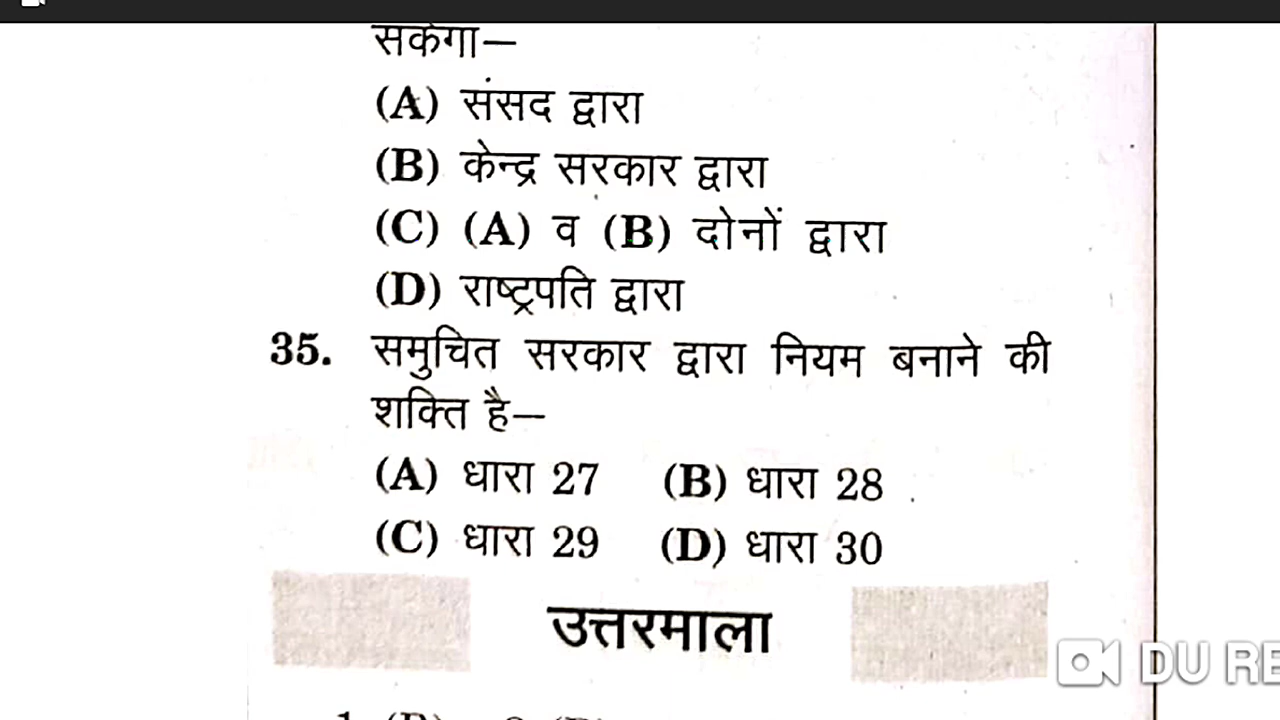 सकेगा—
(A) संसद द्वारा
(B) केन्द्र सरकार द्वारा
(C) (A) व (B) दोनों द्वारा
(D) राष्ट्रपति द्वारा
35. समुचित सरकार द्वारा नियम बनाने की
शक्ति है—
(A) धारा 27 (B) धारा 28
(C) धारा 29 (D) धारा 30
उत्तरमाला
DU RE